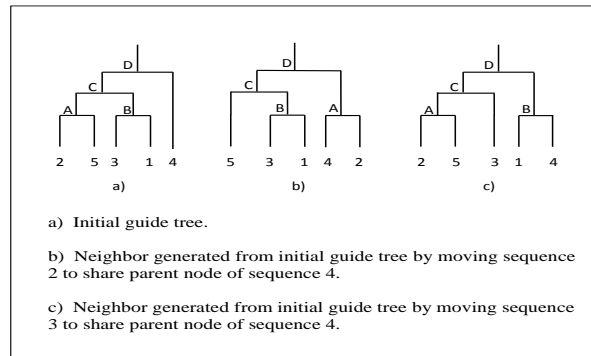 D D D
C C C
A B B A A B
2 5 3 1 4 5 3 1 4 2 2 5 3 1 4
a) b) c)
a) Initial guide tree.
b) Neighbor generated from initial guide tree by moving sequence
2 to share parent node of sequence 4.
c) Neighbor generated from initial guide tree by moving sequence
3 to share parent node of sequence 4.